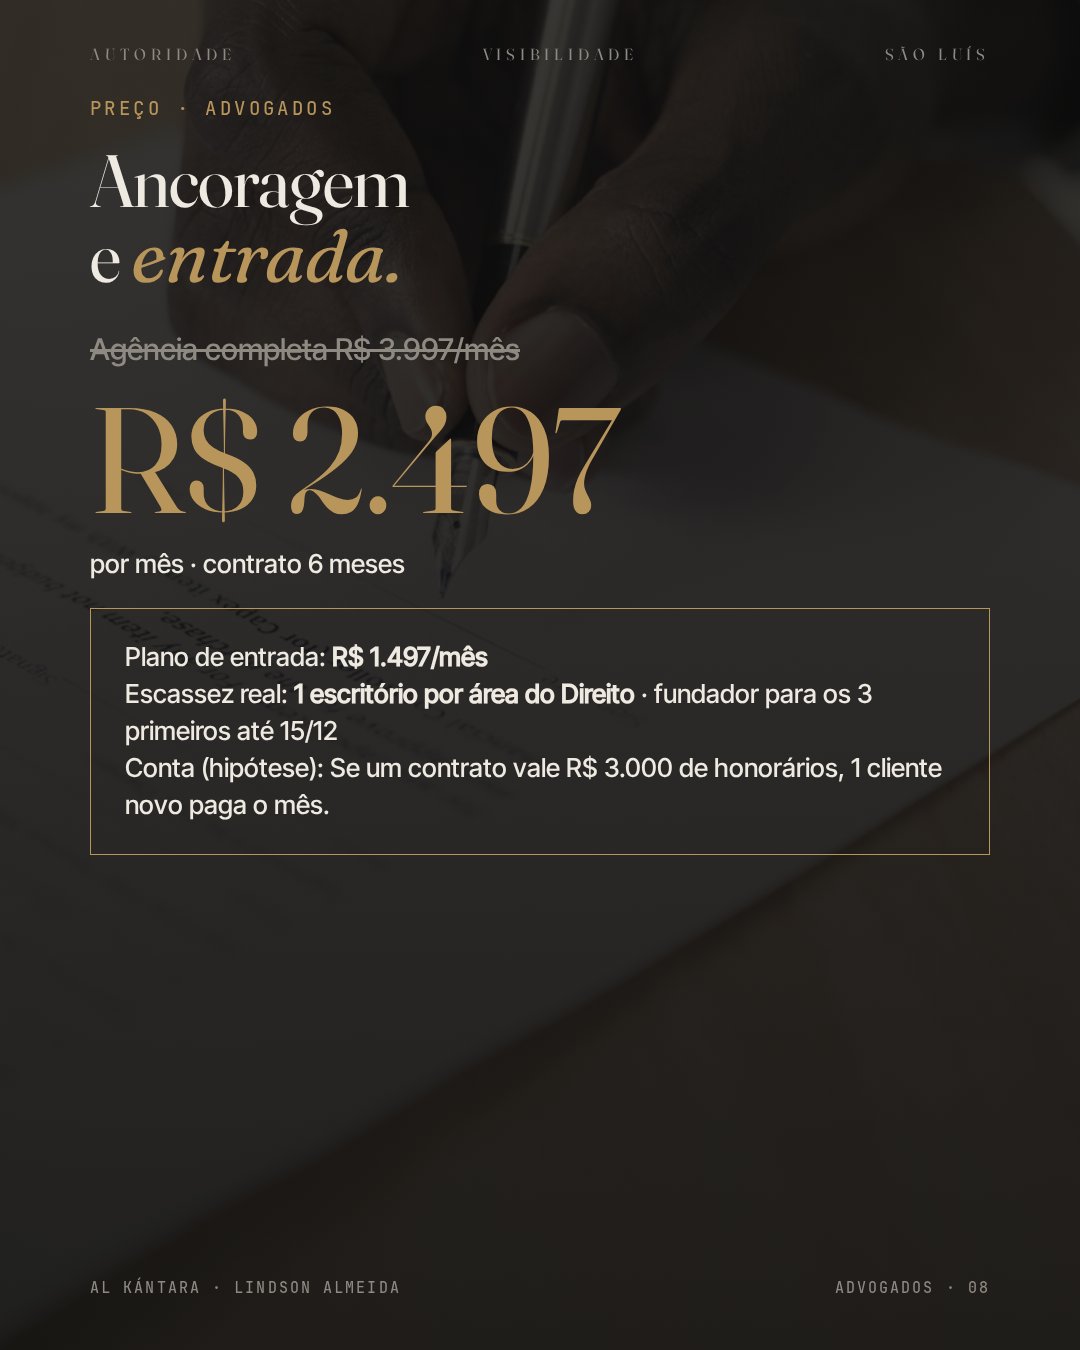 AUTORIDADE VISIBILIDADE SÃO LUÍS
PREÇO · ADVOGADOS
Ancoragem
e entrada.
Agência completa R$ 3.997/mês
R$ 2.497
por mês · contrato 6 meses
Plano de entrada: R$ 1.497/mês
Escassez real: 1 escritório por área do Direito · fundador para os 3
primeiros até 15/12
Conta (hipótese): Se um contrato vale R$ 3.000 de honorários, 1 cliente
novo paga o mês.
AL KÁNTARA · LINDSON ALMEIDA ADVOGADOS · 08